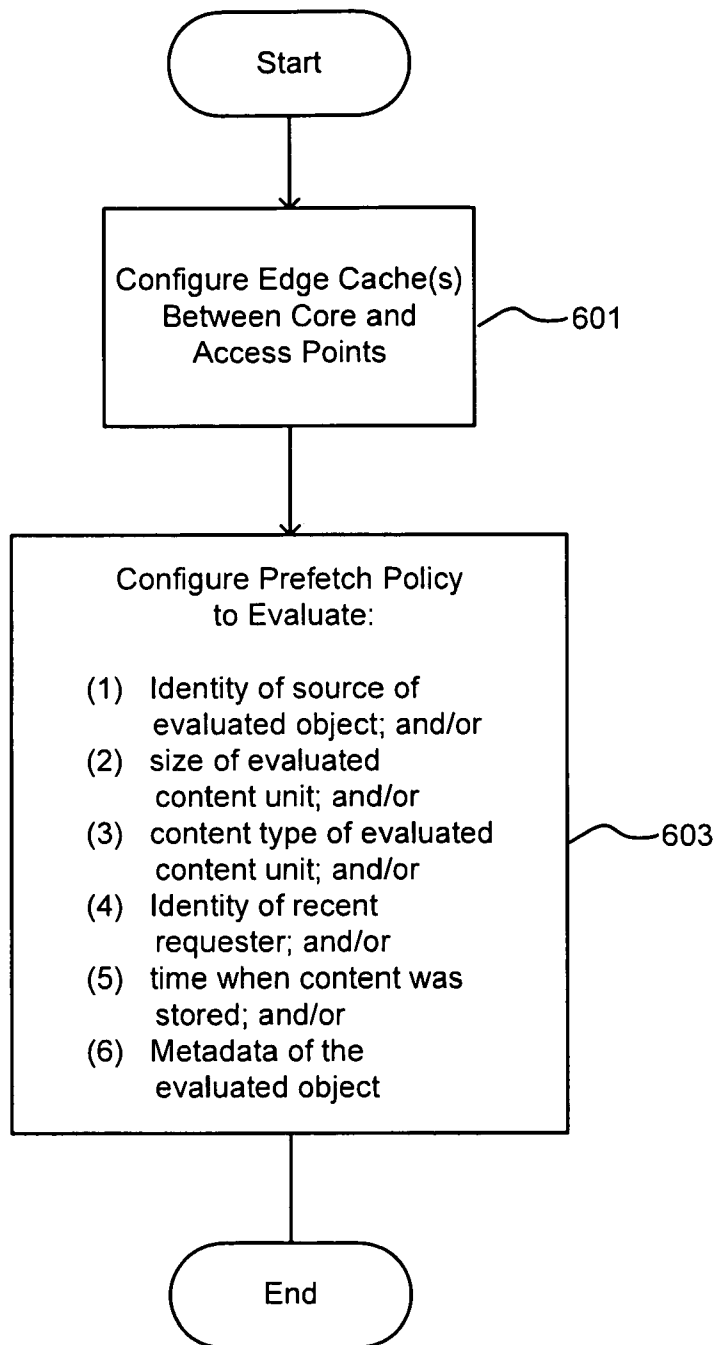 Start
Configure Edge Cache(s)
Between Core and
Access Points
601
Configure Prefetch Policy
to Evaluate:
(1) Identity of source of
evaluated object; and/or
(2) size of evaluated
content unit; and/or
(3) content type of evaluated
content unit; and/or
(4) Identity of recent
requester; and/or
(5) time when content was
stored; and/or
(6) Metadata of the
evaluated object
603
End